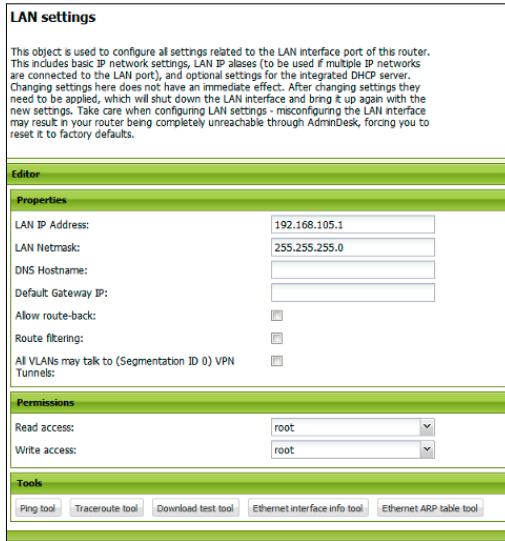 LAN settings
This object is used to configure all settings related to the LAN interface port of this router.
This includes basic IP network settings, LAN IP aliases (to be used if multiple IP networks
are connected to the LAN port), and optional settings for the integrated DHCP server.
Changing settings here does not have an immediate effect. After changing settings they
need to be applied, which will shut down the LAN interface and bring it up again with the
new settings. Take care when configuring LAN settings - misconfiguring the LAN interface
may result in your router being completely unreachable through AdminDesk, forcing you to
reset it to factory defaults.
Editor
Properties
LAN IP Address: 192.168.105.1
LAN Netmask: 255.255.255.0
DNS Hostname:
Default Gateway IP:
Allow route-back:
Route filtering:
All VLANs may talk to (Segmentation ID 0) VPN
Tunnels:
Permissions
Read access: root
Write access: root
Tools
Ping tool Traceroute tool Download test tool Ethernet interface info tool Ethernet ARP table tool